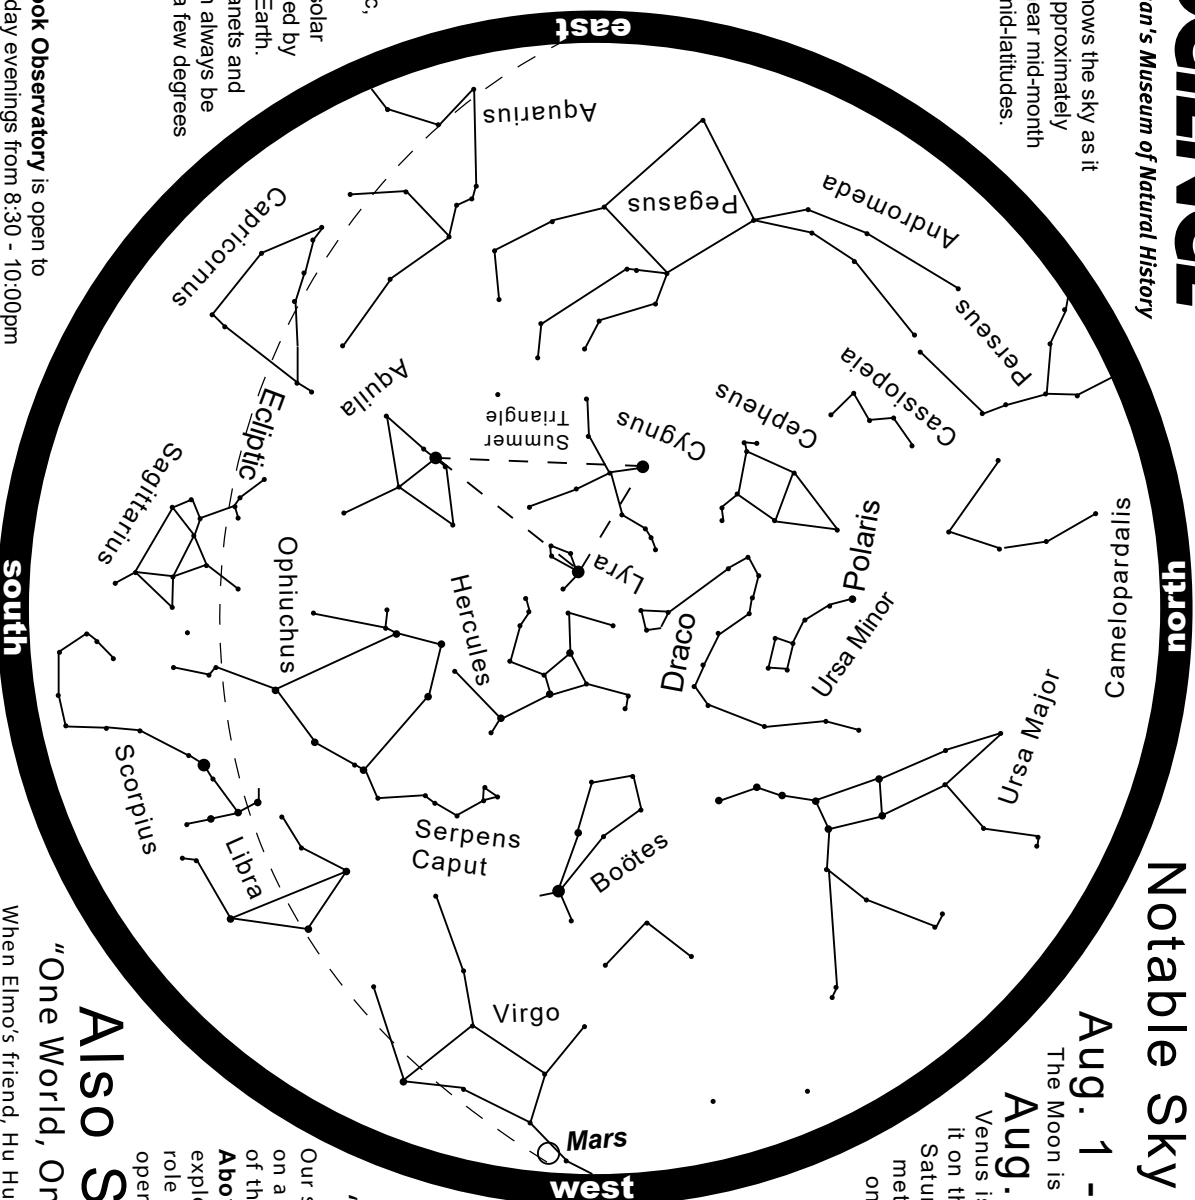 SCIENCE
an's Museum of Natural History
hows the sky as it
pproximately
ear mid-month
mid-latitudes.
olar
ed by
Earth.
anets and
n always be
a few degrees
ook Observatory is open to
day evenings from 8:30 - 10:00pm
east
Aquarius
Pegasus
Andromeda
Capricornus
Perseus
Cassiopeia
Aquila
Summer
Triangle
Cygnus
Cepheus
Ecliptic
Sagittarius
Ophiuchus
Lyra
Hercules
Draco
Polaris
Ursa Minor
Camelopardalis
north
south
Ursa Major
Scorpius
Libra
Serpens
Caput
Boötes
Virgo
Mars
west
Notable Sky
Aug. 1 -
The Moon is
Aug.
Venus i
it on th
Satu
met
on
Also S
“One World, On
When Elmo's friend, Hu Hu
Our s
on a
of th
Abo
explo
role
oper